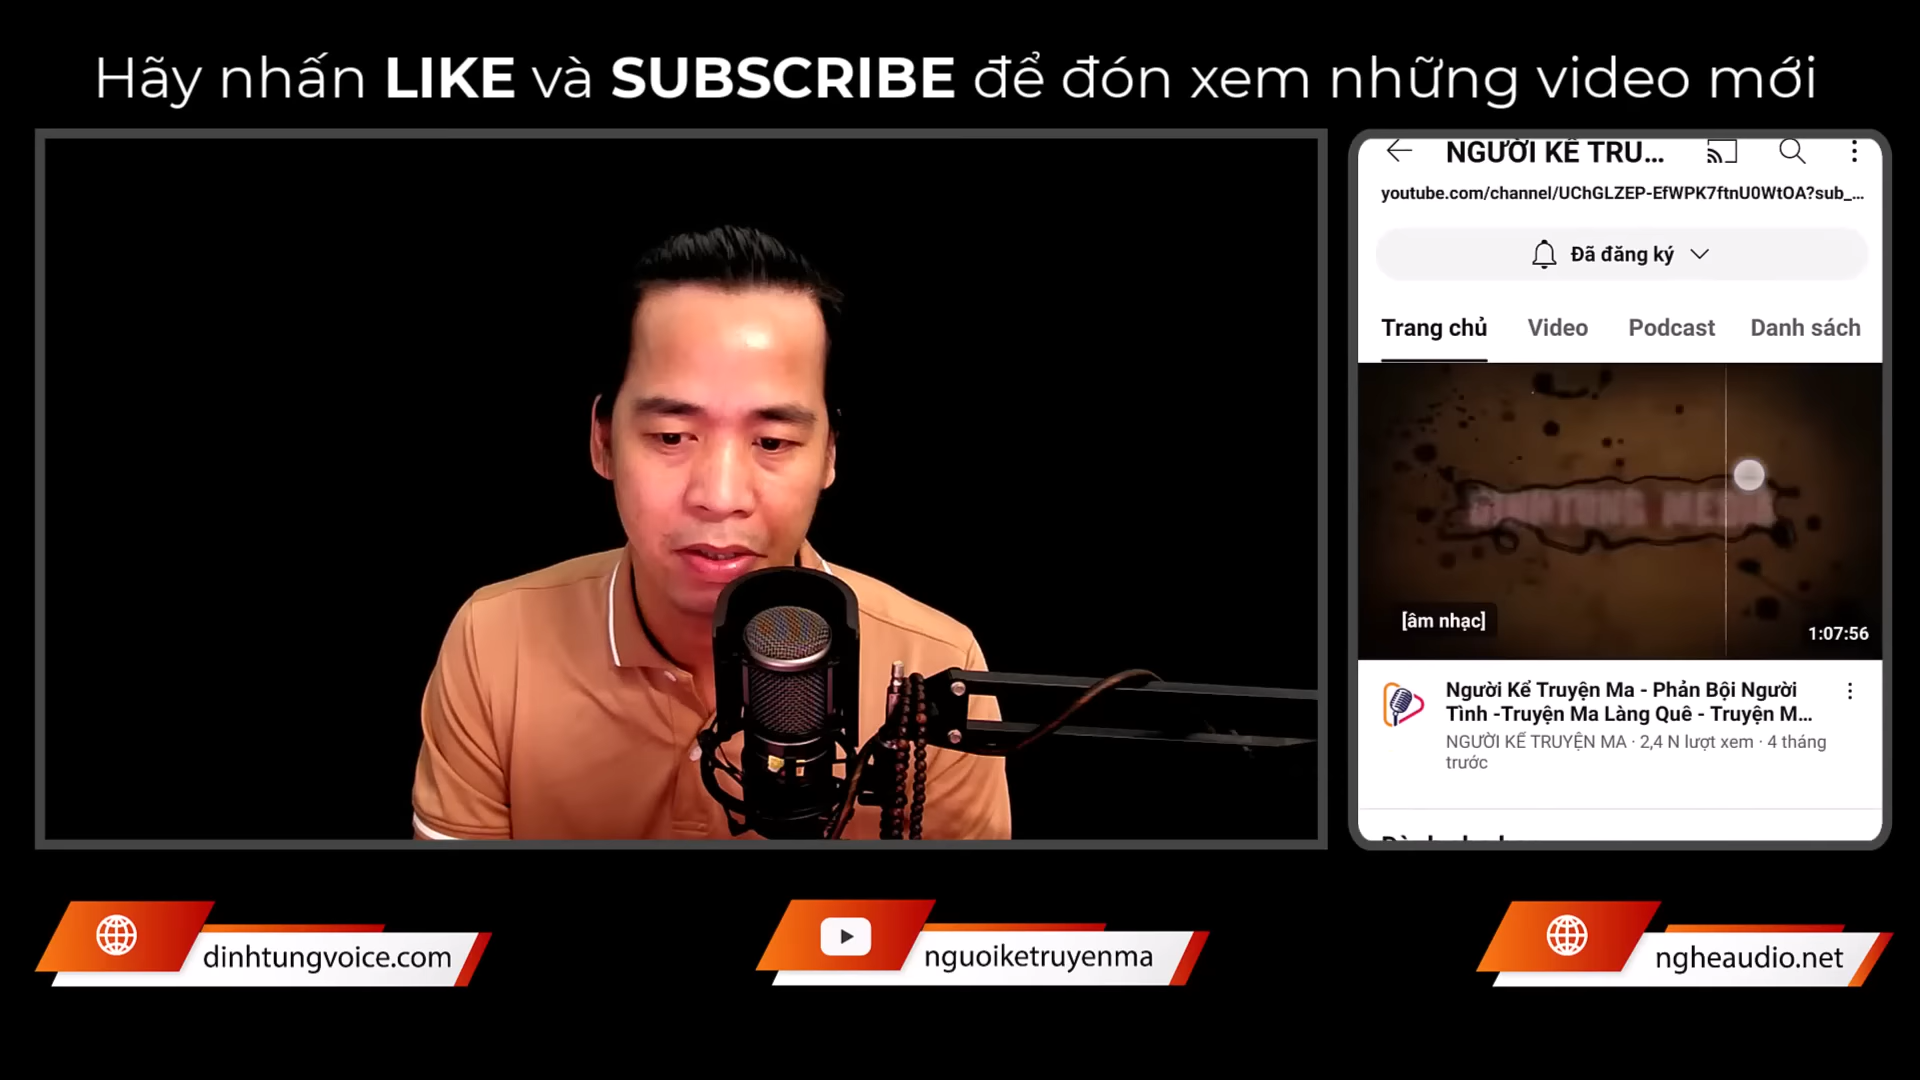 Hãy nhấn LIKE và SUBSCRIBE để đón xem những video mới
NGƯỜI KỂ TRU...
youtube.com/channel/UChGLZEP-EfWPK7ftnU0WtOA?sub_...
Đã đăng ký
Trang chủ Video Podcast Danh sách
DINHTUNG MEDIA
[âm nhạc]
1:07:56
Người Kể Truyện Ma - Phản Bội Người
Tình -Truyện Ma Làng Quê - Truyện M...
NGƯỜI KỂ TRUYỆN MA · 2,4 N lượt xem · 4 tháng
trước
dinhtungvoice.com
nguoiketruyenma
ngheaudio.net